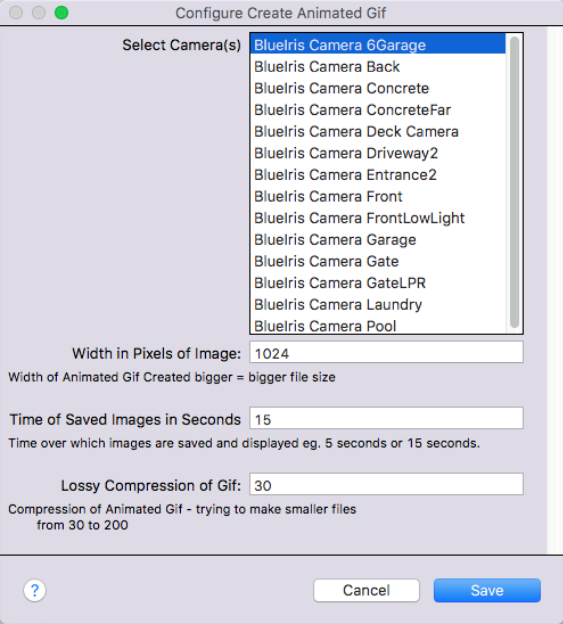 Configure Create Animated Gif
Select Camera(s)
BlueIris Camera 6Garage
BlueIris Camera Back
BlueIris Camera Concrete
BlueIris Camera ConcreteFar
BlueIris Camera Deck Camera
BlueIris Camera Driveway2
BlueIris Camera Entrance2
BlueIris Camera Front
BlueIris Camera FrontLowLight
BlueIris Camera Garage
BlueIris Camera Gate
BlueIris Camera GateLPR
BlueIris Camera Laundry
BlueIris Camera Pool
Width in Pixels of Image: 1024
Width of Animated Gif Created bigger = bigger file size
Time of Saved Images in Seconds 15
Time over which images are saved and displayed eg. 5 seconds or 15 seconds.
Lossy Compression of Gif: 30
Compression of Animated Gif - trying to make smaller files
from 30 to 200
? Cancel Save